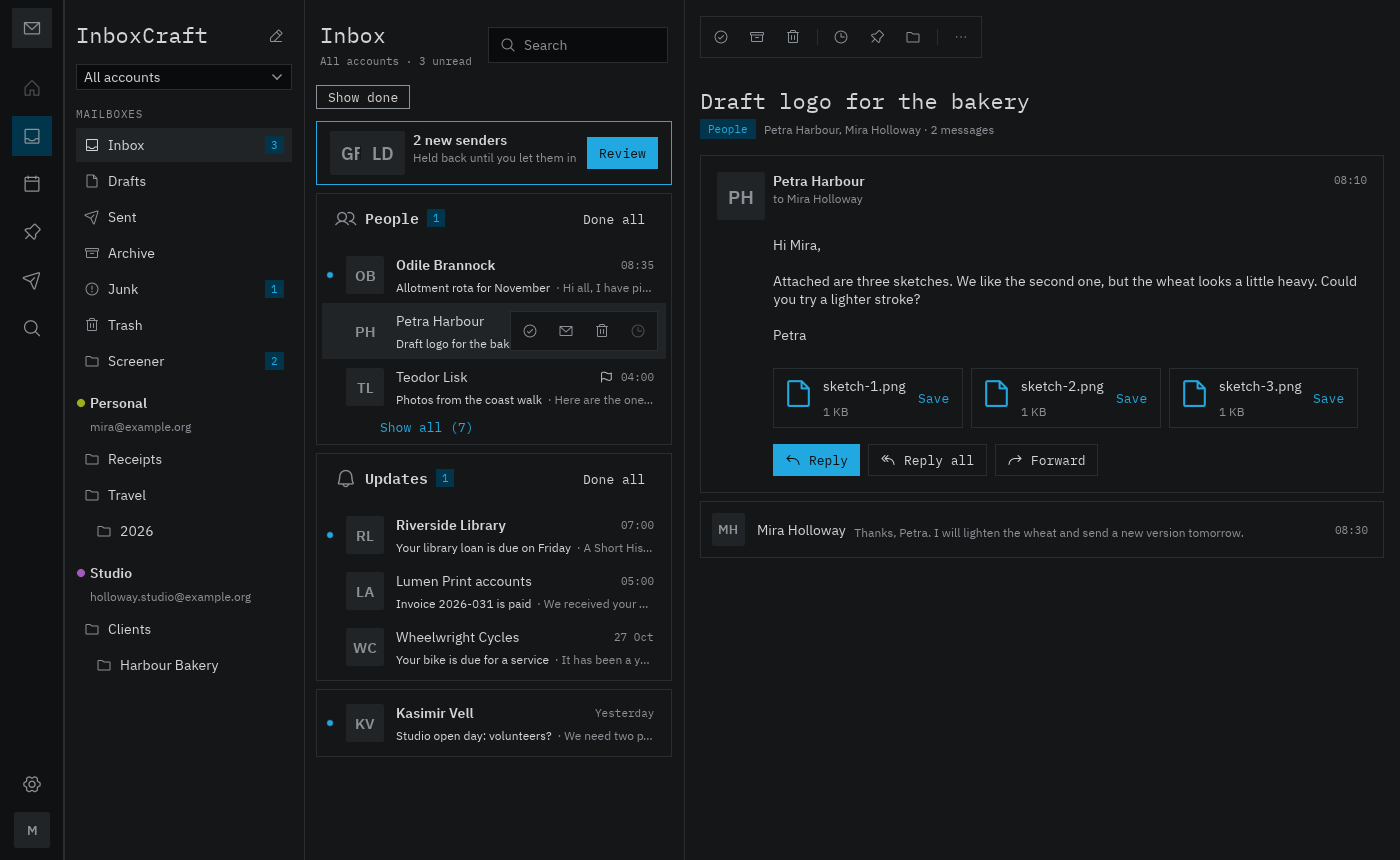 InboxCraft
All accounts
MAILBOXES
Inbox 3
Drafts
Sent
Archive
Junk 1
Trash
Screener 2
Personal
mira@example.org
Receipts
Travel
2026
Studio
holloway.studio@example.org
Clients
Harbour Bakery
M
Inbox
All accounts · 3 unread
Search
Show done
LD
2 new senders
Held back until you let them in
Review
People 1
Done all
OB
Odile Brannock 08:35
Allotment rota for November · Hi all, I have pi…
PH
Petra Harbour
Draft logo for the bak
TL
Teodor Lisk 04:00
Photos from the coast walk · Here are the one…
Show all (7)
Updates 1
Done all
RL
Riverside Library 07:00
Your library loan is due on Friday · A Short His…
LA
Lumen Print accounts 05:00
Invoice 2026-031 is paid · We received your …
WC
Wheelwright Cycles 27 Oct
Your bike is due for a service · It has been a y…
KV
Kasimir Vell Yesterday
Studio open day: volunteers? · We need two p…
Draft logo for the bakery
People Petra Harbour, Mira Holloway · 2 messages
PH
Petra Harbour 08:10
to Mira Holloway
Hi Mira,
Attached are three sketches. We like the second one, but the wheat looks a little heavy. Could
you try a lighter stroke?
Petra
sketch-1.png
1 KB
Save
sketch-2.png
1 KB
Save
sketch-3.png
1 KB
Save
Reply
Reply all
Forward
MH
Mira Holloway Thanks, Petra. I will lighten the wheat and send a new version tomorrow. 08:30